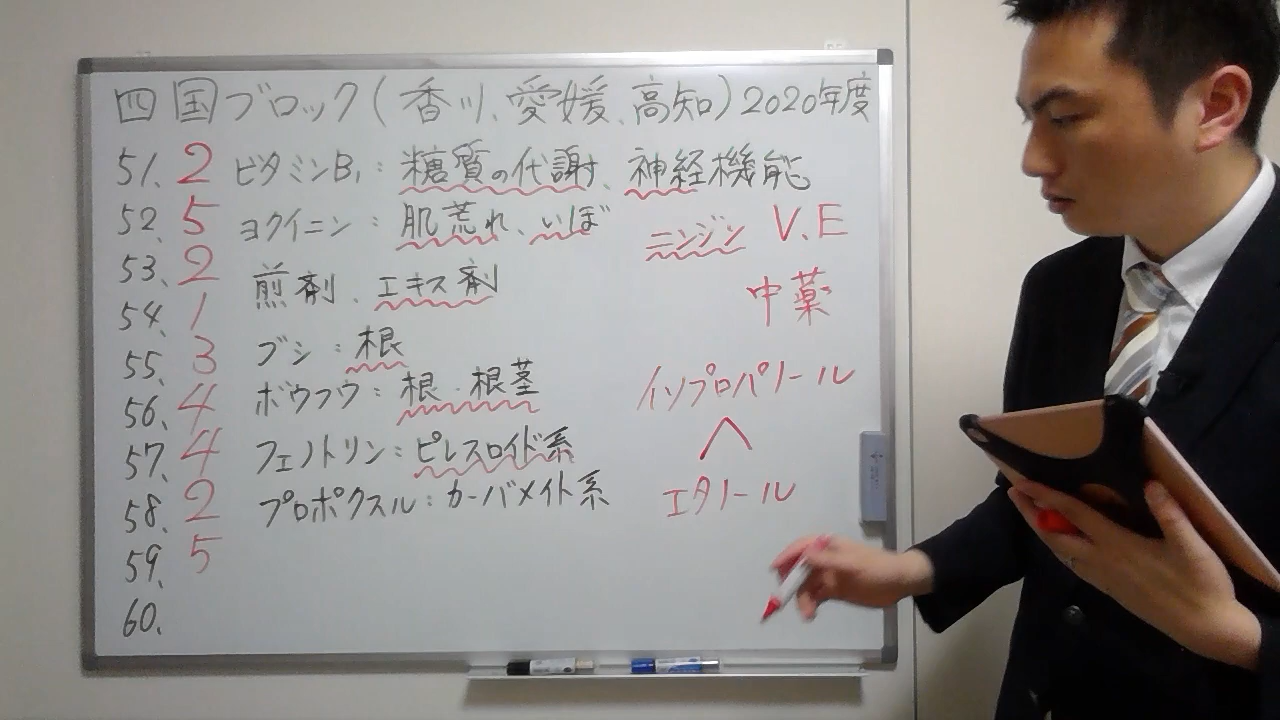 四国ブロック(香川、愛媛、高知)2020年度
51. 2 ビタミンB1：糖質の代謝、神経機能
52. 5 ヨクイニン：肌荒れ、いぼ ニンジン V.E
53. 2 煎剤、エキス剤 中薬
54. 1
55. 3 ブシ：根
56. 4 ボウフウ：根・根茎 イソプロパノール
57. 4 フェノトリン：ピレスロイド系 ∧
58. 2 プロポクスル：カーバメイト系 エタノール
59. 5
60.